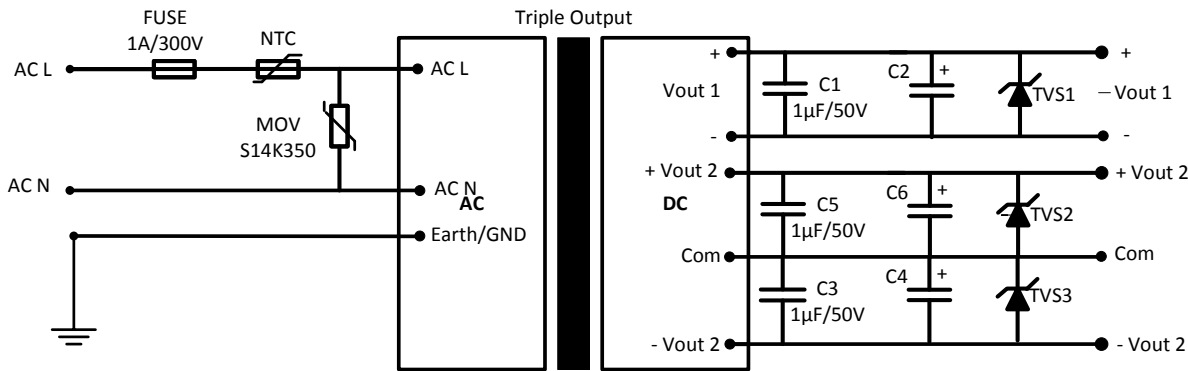 Triple Output
FUSE
1A/300V
NTC
AC L
AC L
MOV
S14K350
AC N
AC N
AC
Earth/GND
DC
+
Vout 1
-
C1
1µF/50V
C2
+
TVS1
+
Vout 1
-
+ Vout 2
C5
1µF/50V
C6
+
TVS2
+ Vout 2
Com
Com
C3
1µF/50V
C4
+
TVS3
- Vout 2
- Vout 2